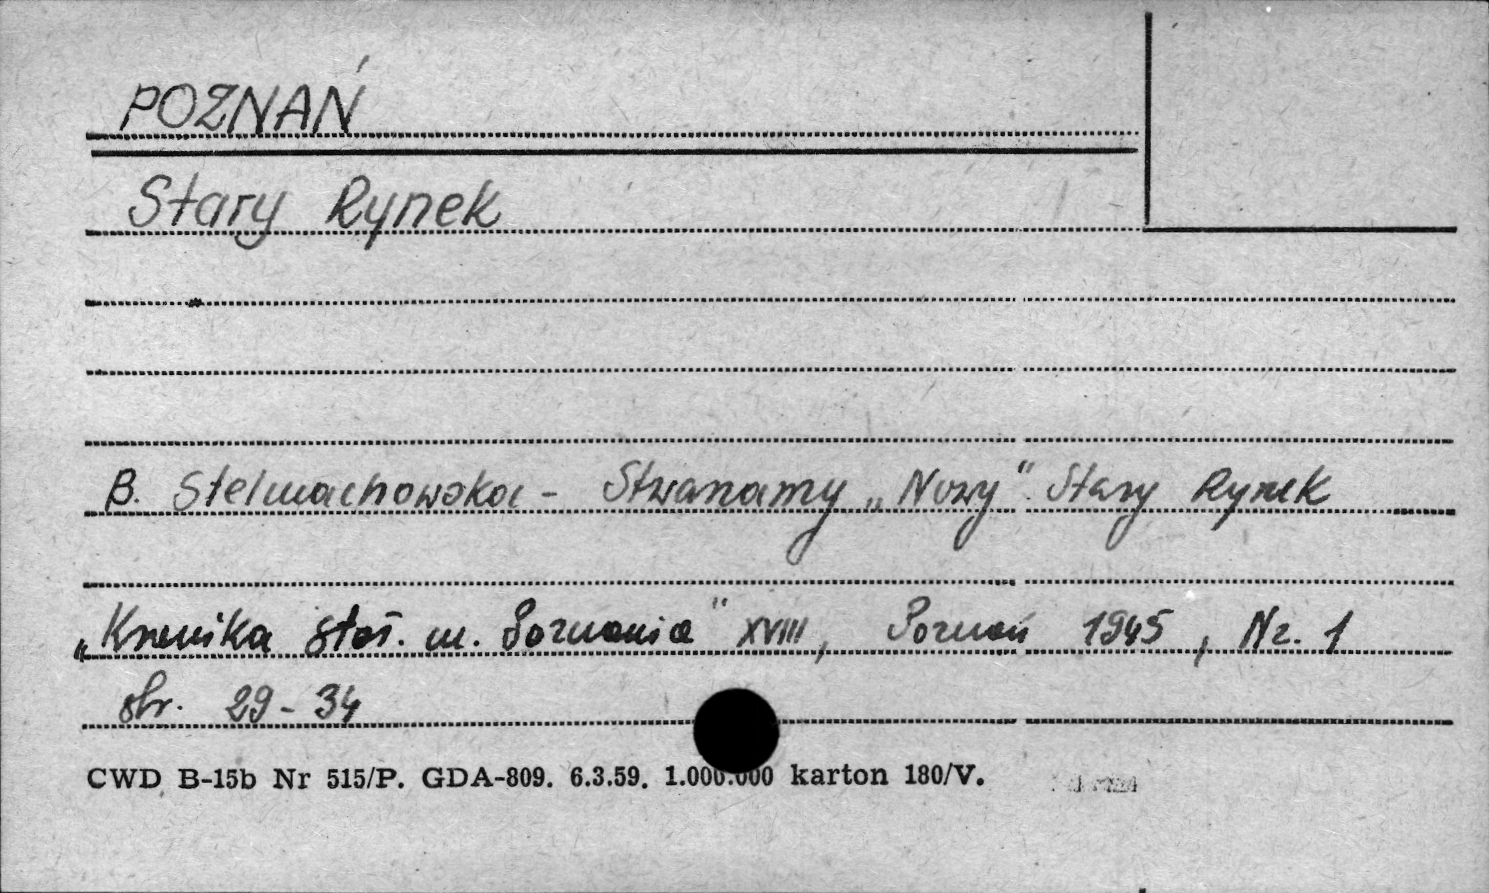 POZNAŃ
Stary Rynek
B. Stelmachowska - Stwarzamy „Nowy" Stary Rynek
„Kronika stoł. m. Poznania" XVIII, Poznań 1945, Nr. 1
str. 29-34
CWD B-15b Nr 515/P. GDA-809. 6.3.59. 1.000.000 karton 180/V.